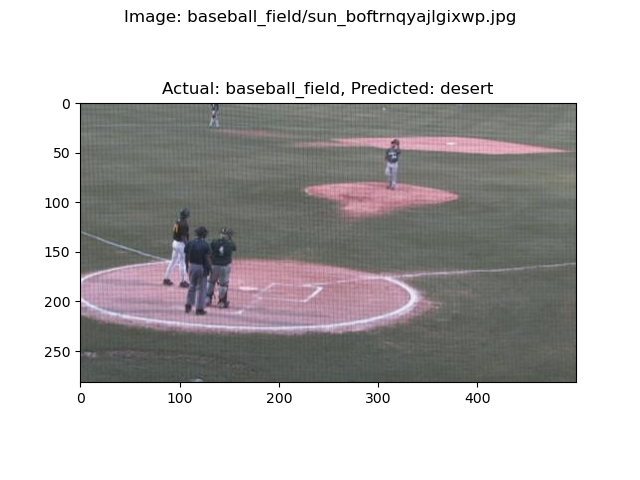 Image: baseball_field/sun_boftrnqyajlgixwp.jpg
Actual: baseball_field, Predicted: desert
0
50
100
150
200
250
0 100 200 300 400